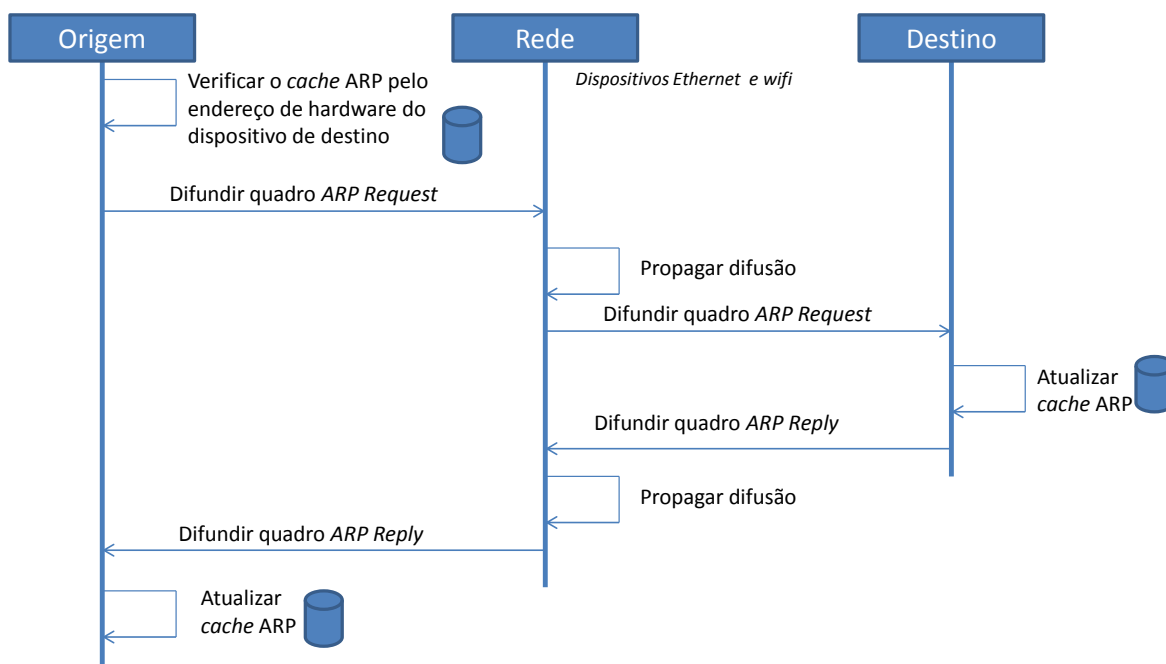 Origem
Rede
Destino
Verificar o cache ARP pelo
endereço de hardware do
dispositivo de destino
Dispositivos Ethernet e wifi
Difundir quadro ARP Request
Propagar difusão
Difundir quadro ARP Request
Atualizar
cache ARP
Difundir quadro ARP Reply
Propagar difusão
Difundir quadro ARP Reply
Atualizar
cache ARP